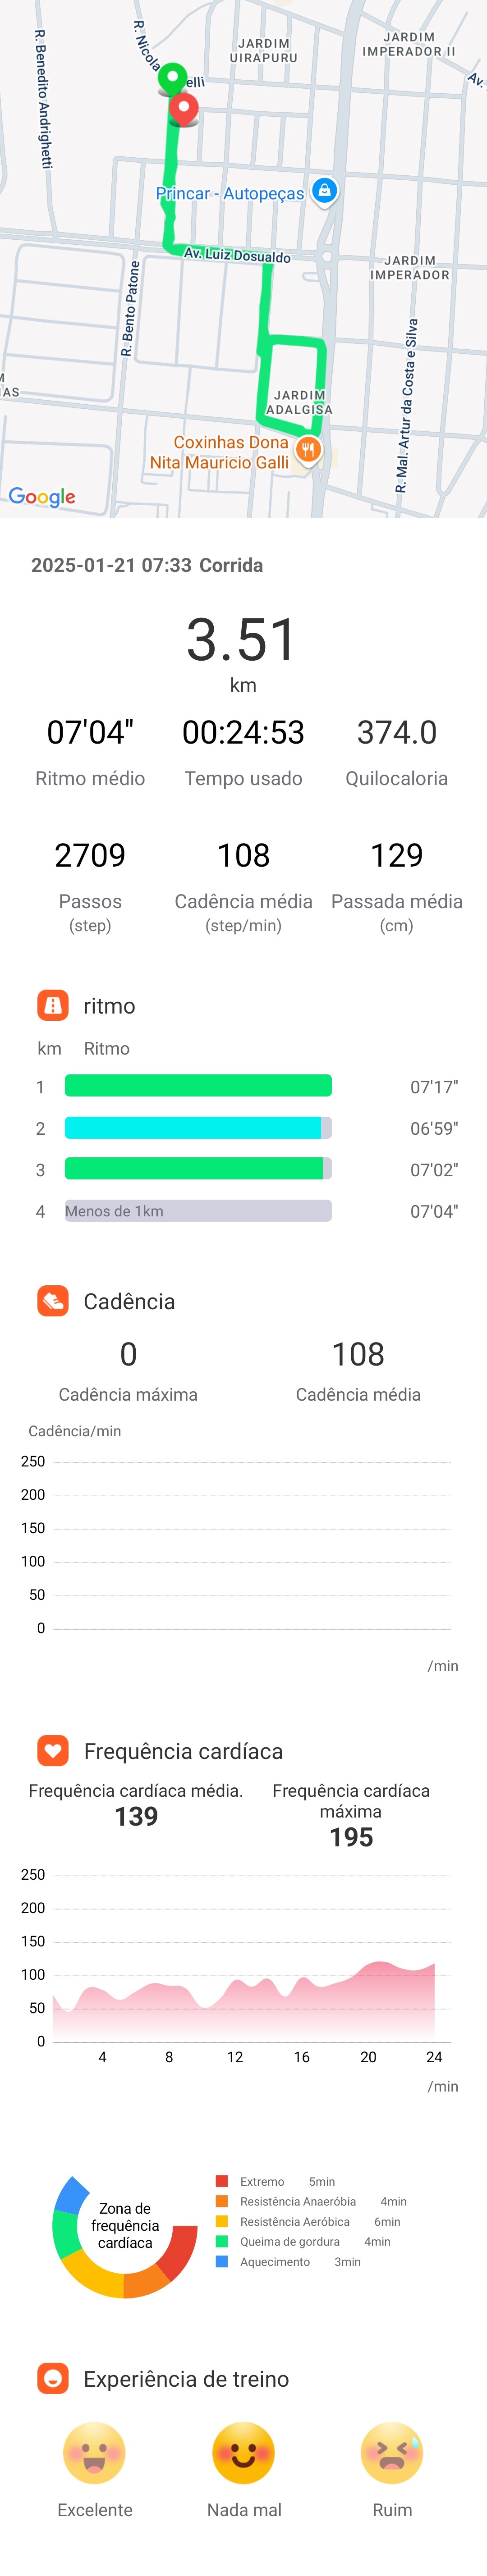 R. Benedito Andrighetti
R. Nicola
elli
JARDIM
UIRAPURU
JARDIM
IMPERADOR II
Av.
Princar - Autopeças
Av. Luiz Dosualdo
JARDIM
IMPERADOR
R. Bento Patone
R. Mal. Artur da Costa e Silva
M
IAS
JARDIM
ADALGISA
Coxinhas Dona
Nita Mauricio Galli
Google
2025-01-21 07:33 Corrida
3.51
km
07'04" 00:24:53 374.0
Ritmo médio Tempo usado Quilocaloria
2709 108 129
Passos Cadência média Passada média
(step) (step/min) (cm)
ritmo
km Ritmo
1 07'17"
2 06'59"
3 07'02"
4 Menos de 1km 07'04"
Cadência
0 108
Cadência máxima Cadência média
Cadência/min
250
200
150
100
50
0
/min
Frequência cardíaca
Frequência cardíaca média.
139
Frequência cardíaca
máxima
195
250
200
150
100
50
0
4 8 12 16 20 24
/min
Zona de
frequência
cardíaca
Extremo 5min
Resistência Anaeróbia 4min
Resistência Aeróbica 6min
Queima de gordura 4min
Aquecimento 3min
Experiência de treino
Excelente Nada mal Ruim